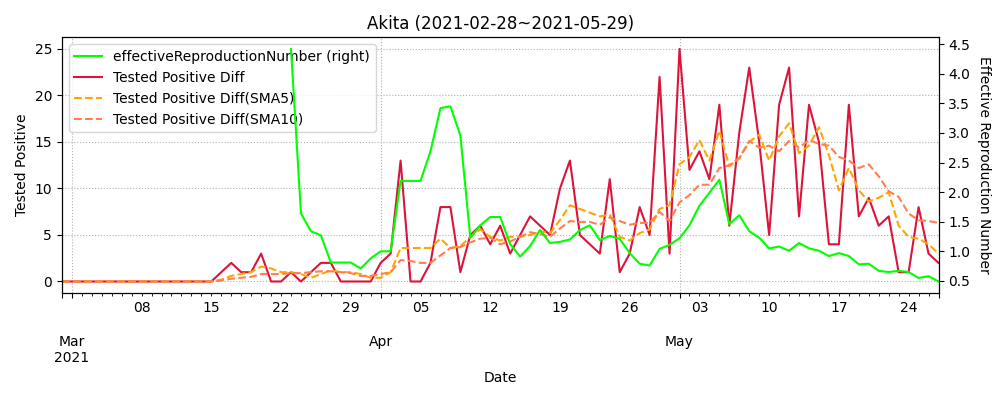 Akita (2021-02-28~2021-05-29)
effectiveReproductionNumber (right)
Tested Positive Diff
Tested Positive Diff(SMA5)
Tested Positive Diff(SMA10)
Tested Positive
25
20
15
10
5
0
4.5
4.0
3.5
3.0
2.5
2.0
1.5
1.0
0.5
Effective Reproduction Number
08 15 22 29 05 12 19 26 03 10 17 24
Mar Apr May
2021
Date